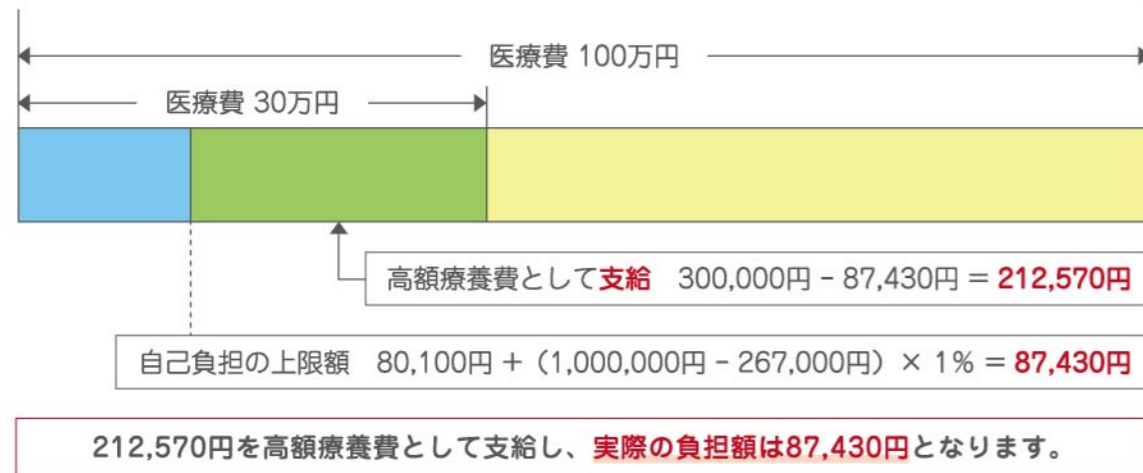 医療費 100万円
医療費 30万円
高額療養費として支給　300,000円 − 87,430円 ＝ 212,570円
自己負担の上限額　80,100円 ＋（1,000,000円 − 267,000円）× 1% ＝ 87,430円
212,570円を高額療養費として支給し、実際の負担額は87,430円となります。